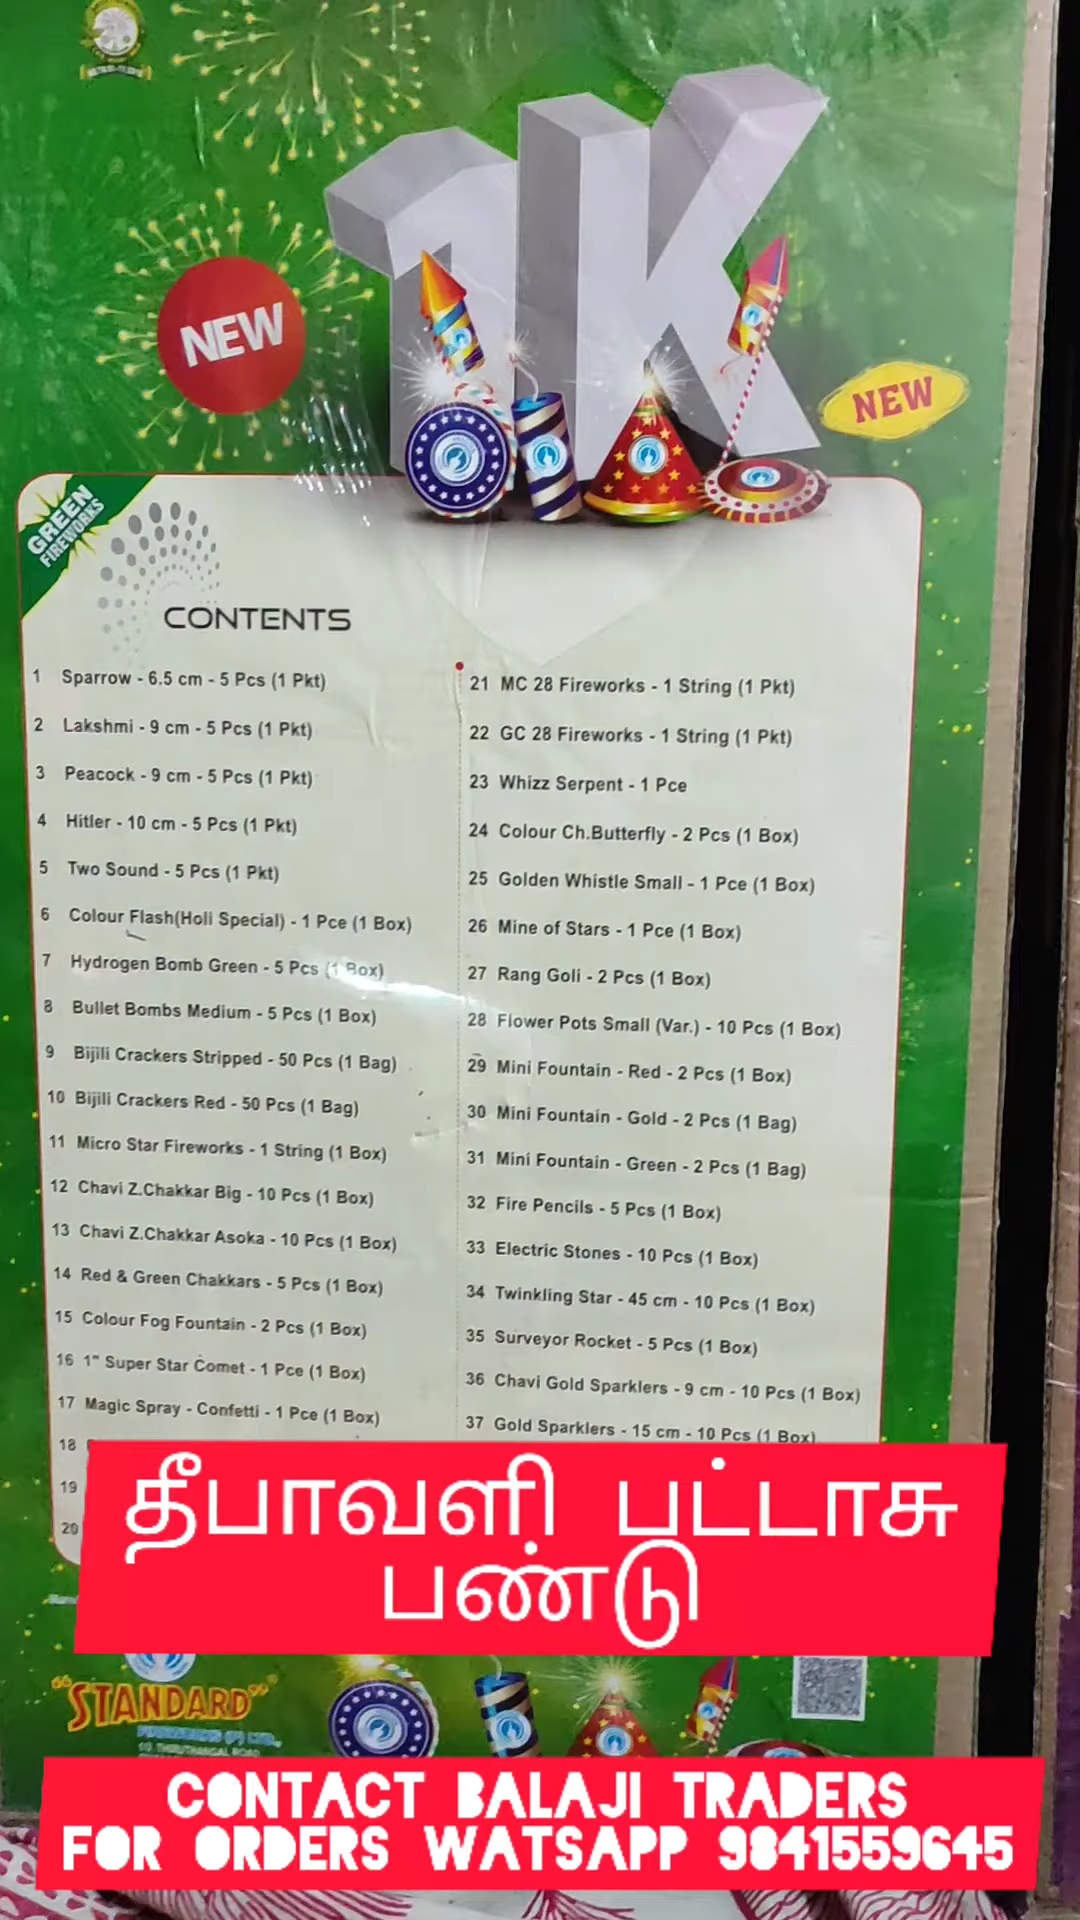 1K
NEW
NEW
GREEN
FIREWORKS
CONTENTS
1 Sparrow - 6.5 cm - 5 Pcs (1 Pkt)
2 Lakshmi - 9 cm - 5 Pcs (1 Pkt)
3 Peacock - 9 cm - 5 Pcs (1 Pkt)
4 Hitler - 10 cm - 5 Pcs (1 Pkt)
5 Two Sound - 5 Pcs (1 Pkt)
6 Colour Flash(Holi Special) - 1 Pce (1 Box)
7 Hydrogen Bomb Green - 5 Pcs (1 Box)
8 Bullet Bombs Medium - 5 Pcs (1 Box)
9 Bijili Crackers Stripped - 50 Pcs (1 Bag)
10 Bijili Crackers Red - 50 Pcs (1 Bag)
11 Micro Star Fireworks - 1 String (1 Box)
12 Chavi Z.Chakkar Big - 10 Pcs (1 Box)
13 Chavi Z.Chakkar Asoka - 10 Pcs (1 Box)
14 Red & Green Chakkars - 5 Pcs (1 Box)
15 Colour Fog Fountain - 2 Pcs (1 Box)
16 1" Super Star Comet - 1 Pce (1 Box)
17 Magic Spray - Confetti - 1 Pce (1 Box)
18
19
20
21 MC 28 Fireworks - 1 String (1 Pkt)
22 GC 28 Fireworks - 1 String (1 Pkt)
23 Whizz Serpent - 1 Pce
24 Colour Ch.Butterfly - 2 Pcs (1 Box)
25 Golden Whistle Small - 1 Pce (1 Box)
26 Mine of Stars - 1 Pce (1 Box)
27 Rang Goli - 2 Pcs (1 Box)
28 Flower Pots Small (Var.) - 10 Pcs (1 Box)
29 Mini Fountain - Red - 2 Pcs (1 Box)
30 Mini Fountain - Gold - 2 Pcs (1 Bag)
31 Mini Fountain - Green - 2 Pcs (1 Bag)
32 Fire Pencils - 5 Pcs (1 Box)
33 Electric Stones - 10 Pcs (1 Box)
34 Twinkling Star - 45 cm - 10 Pcs (1 Box)
35 Surveyor Rocket - 5 Pcs (1 Box)
36 Chavi Gold Sparklers - 9 cm - 10 Pcs (1 Box)
37 Gold Sparklers - 15 cm - 10 Pcs (1 Box)
தீபாவளி பட்டாசு
பண்டு
"STANDARD"
CONTACT BALAJI TRADERS
FOR ORDERS WATSAPP 9841559645